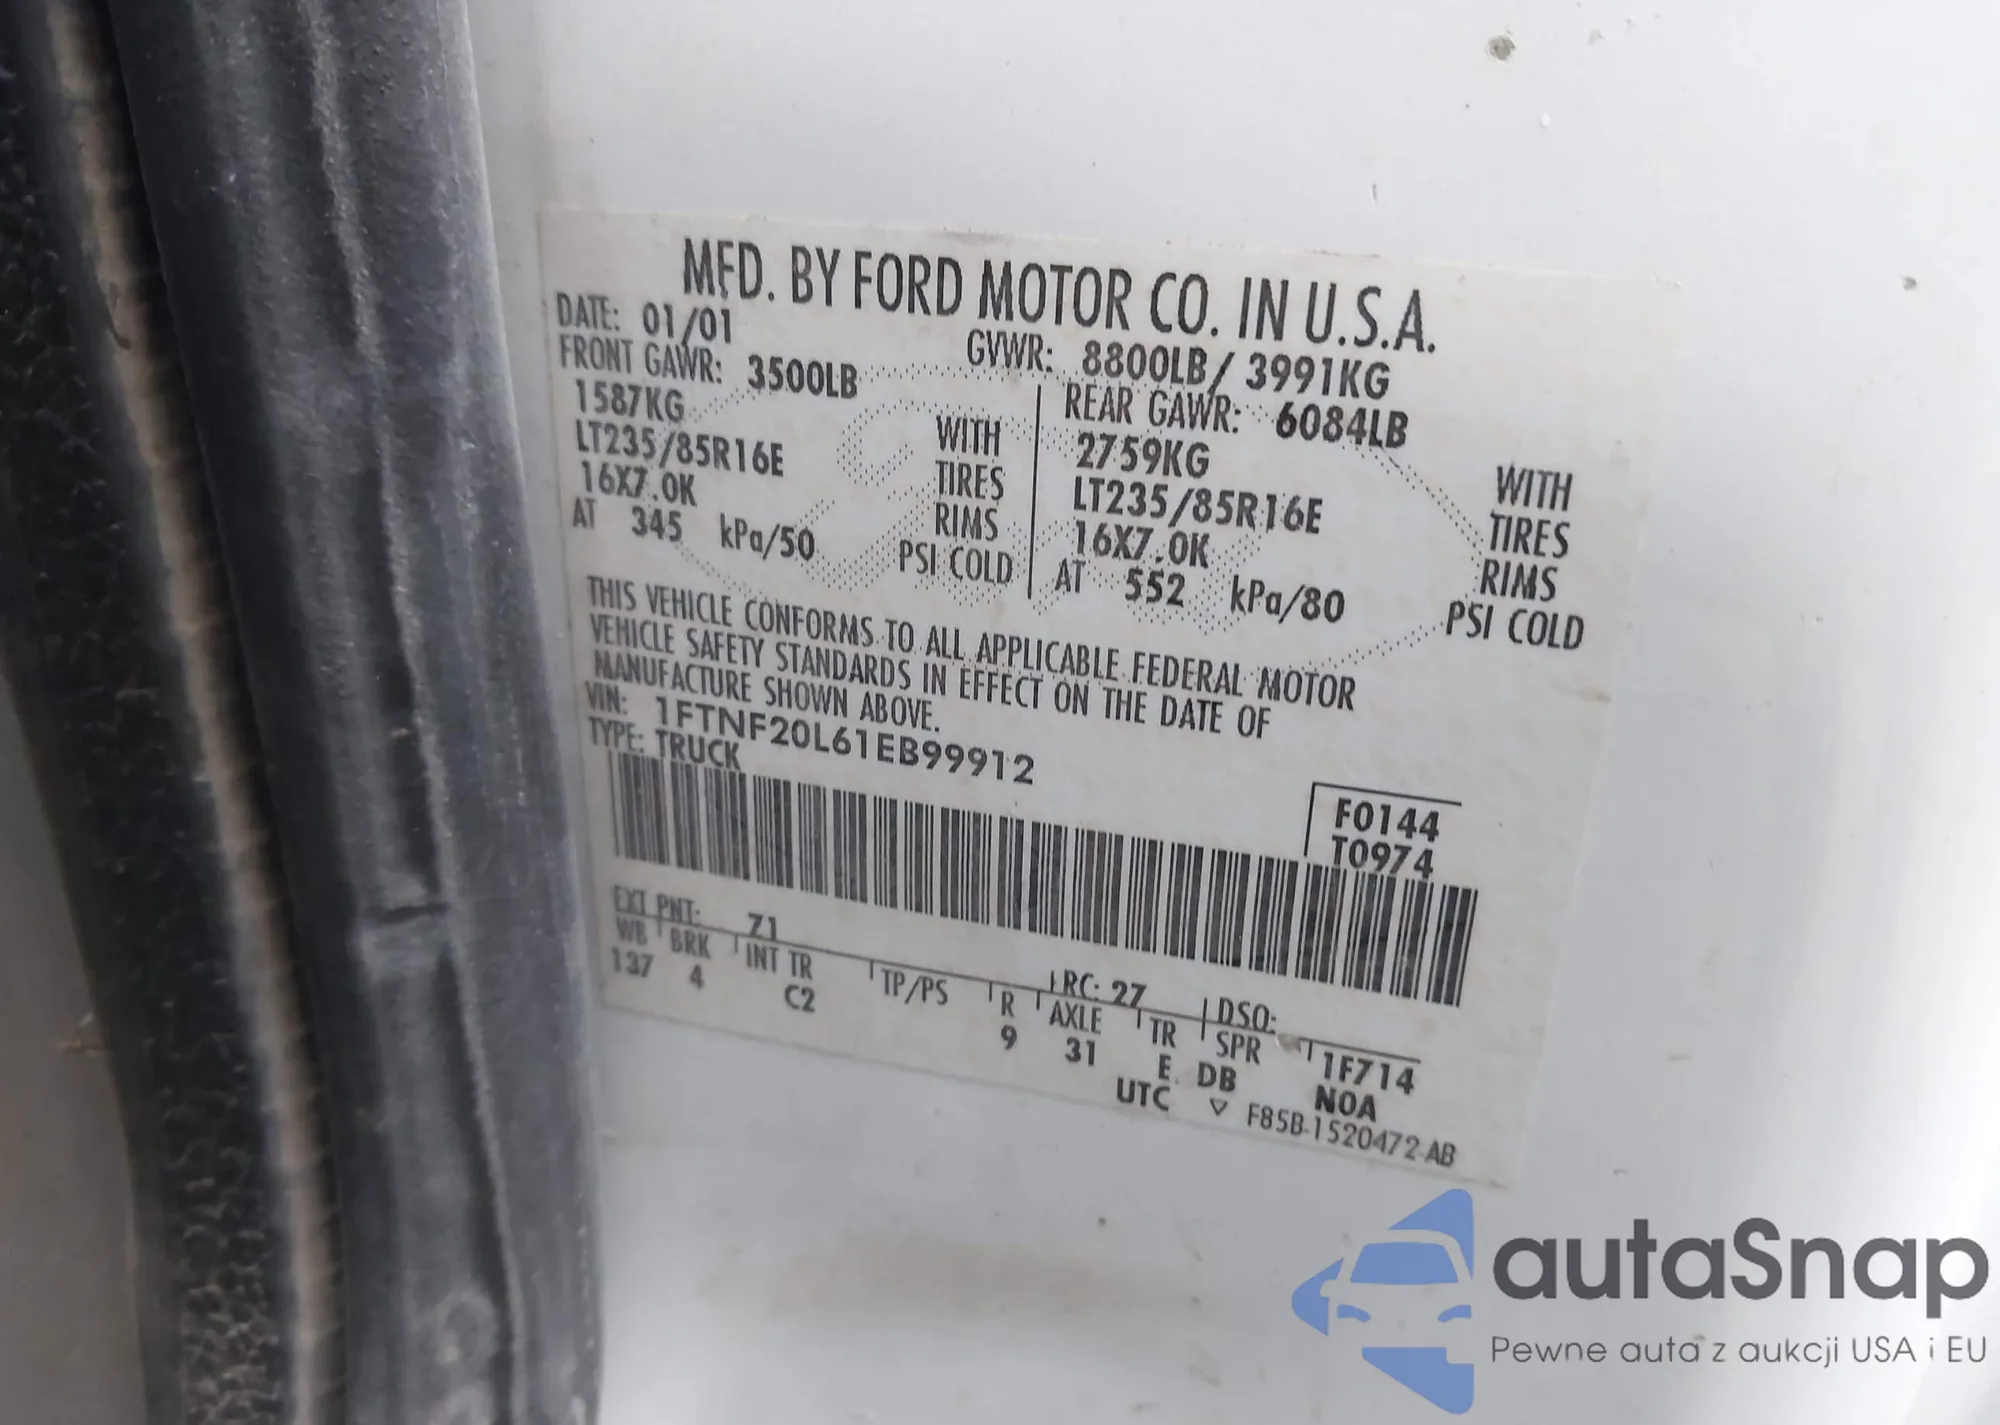 MFD. BY FORD MOTOR CO. IN U.S.A.
DATE: 01/01 GVWR: 8800LB/ 3991KG
FRONT GAWR: 3500LB REAR GAWR: 6084LB
1587KG WITH 2759KG WITH
LT235/85R16E TIRES LT235/85R16E TIRES
16X7.0K RIMS 16X7.0K RIMS
AT 345 kPa/50 PSI COLD AT 552 kPa/80 PSI COLD
THIS VEHICLE CONFORMS TO ALL APPLICABLE FEDERAL MOTOR
VEHICLE SAFETY STANDARDS IN EFFECT ON THE DATE OF
MANUFACTURE SHOWN ABOVE.
VIN: 1FTNF20L61EB99912
TYPE: TRUCK
F0144
T0974
EXT PNT: Z1 RC: 27 DSO:
WB BRK INT TR TP/PS R AXLE TR SPR 1F714
137 4 C2 9 31 E DB N0A
UTC ▽ F85B-1520472-AB
autaSnap
Pewne auta z aukcji USA i EU